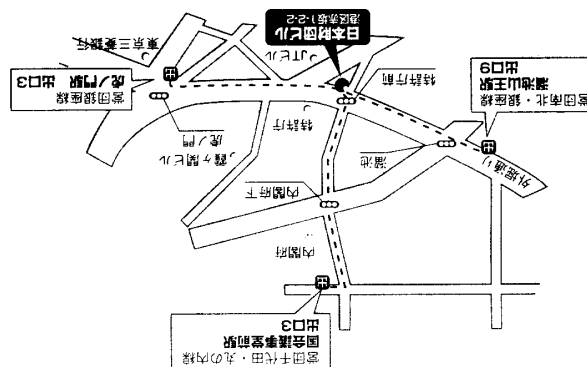 営団千代田・丸の内線
国会議事堂前駅
出口3
内閣府
外堀通り
内閣府下
溜池
営団南北・銀座線
溜池山王駅
出口9
霞ヶ関ビル
虎ノ門
特許庁
特許庁前
営団銀座線
虎ノ門駅
出口3
東京三菱銀行
JTビル
日本財団ビル
港区赤坂1-2-2